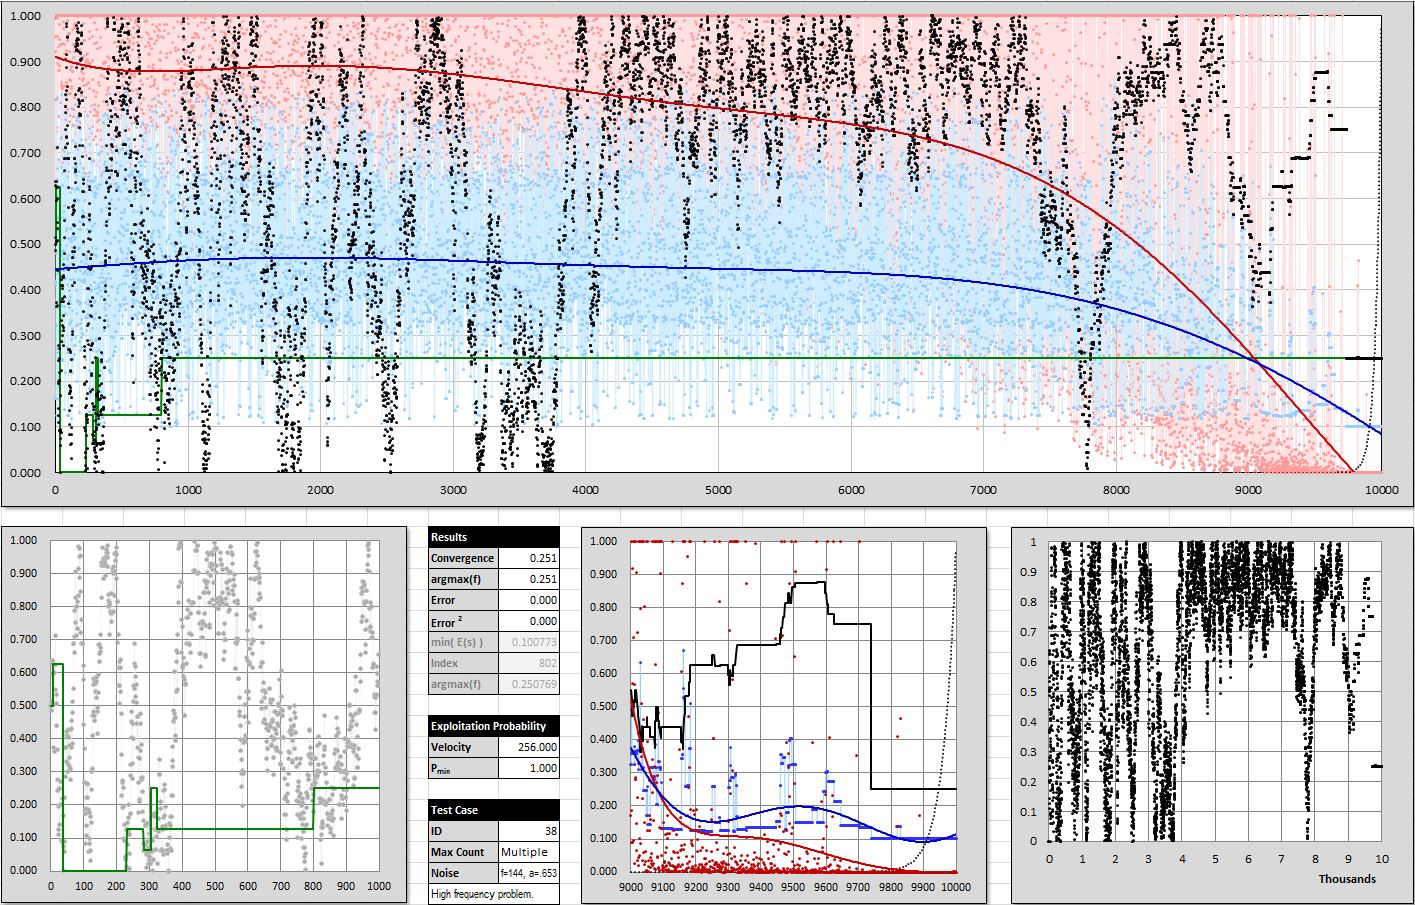 1.000
0.900
0.800
0.700
0.600
0.500
0.400
0.300
0.200
0.100
0.000
0 1000 2000 3000 4000 5000 6000 7000 8000 9000 10000
1.000
0.900
0.800
0.700
0.600
0.500
0.400
0.300
0.200
0.100
0.000
0 100 200 300 400 500 600 700 800 900 1000
Results
Convergence 0.251
argmax(f) 0.251
Error 0.000
Error ² 0.000
min( E(s) ) 0.100773
Index 802
argmax(f) 0.250769
Exploitation Probability
Velocity 256.000
Pmin 1.000
Test Case
ID 38
Max Count Multiple
Noise f=144, a=.653
High frequency problem.
1.000
0.900
0.800
0.700
0.600
0.500
0.400
0.300
0.200
0.100
0.000
9000 9100 9200 9300 9400 9500 9600 9700 9800 9900 10000
1
0.9
0.8
0.7
0.6
0.5
0.4
0.3
0.2
0.1
0
0 1 2 3 4 5 6 7 8 9 10
Thousands